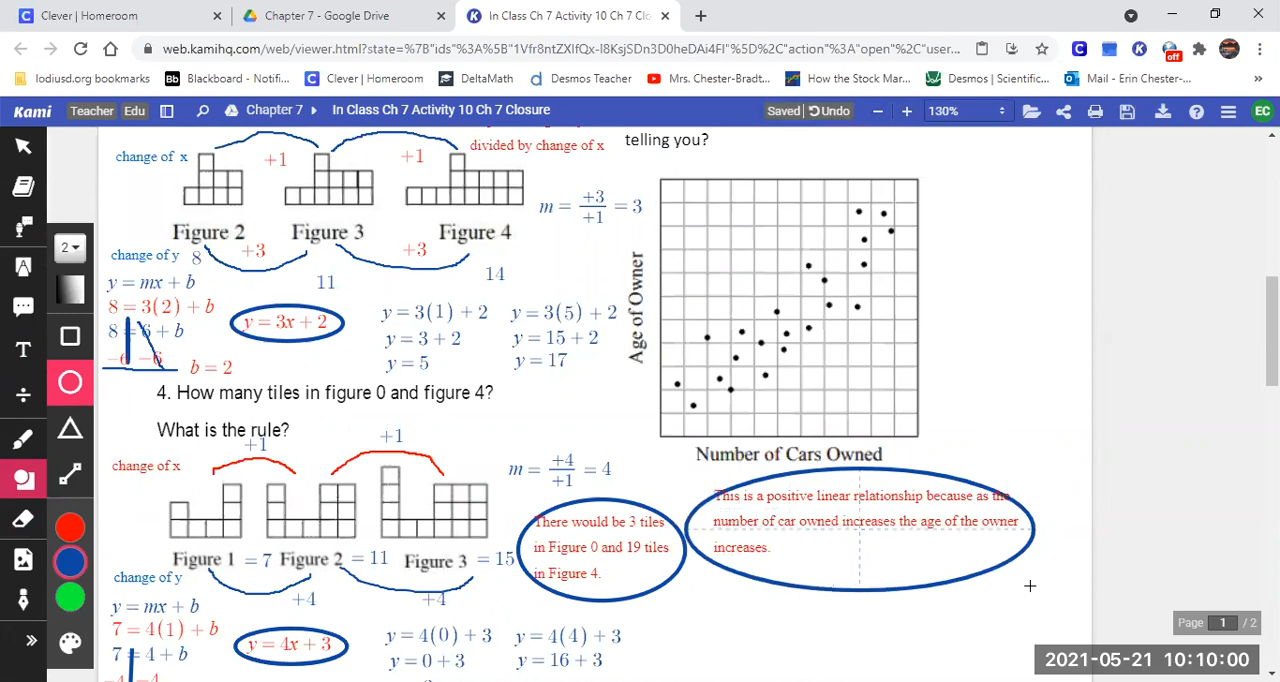 Clever | Homeroom
Chapter 7 - Google Drive
In Class Ch 7 Activity 10 Ch 7 Clo
web.kamihq.com/web/viewer.html?state=%7B"ids"%3A%5B"1Vfr8ntZXlfQx-l8KsjSDn3D0heDAi4FI"%5D%2C"action"%3A"open"%2C"user...
off
lodiusd.org bookmarks
Bb Blackboard - Notifi...
Clever | Homeroom
DeltaMath
Desmos Teacher
Mrs. Chester-Bradt...
How the Stock Mar...
Desmos | Scientific...
Mail - Erin Chester-...
Kami Teacher Edu Chapter 7 In Class Ch 7 Activity 10 Ch 7 Closure Saved Undo 130% EC
divided by change of x
telling you?
change of x
+1
+1
m = +3/+1 = 3
Figure 2 Figure 3 Figure 4
change of y
8
+3
+3
11
14
y = mx + b
8 = 3(2) + b
8 = 6 + b
−6 −6
b = 2
y = 3x + 2
y = 3(1) + 2
y = 3 + 2
y = 5
y = 3(5) + 2
y = 15 + 2
y = 17
Age of Owner
Number of Cars Owned
4. How many tiles in figure 0 and figure 4?
What is the rule?
+1
+1
change of x
m = +4/+1 = 4
Figure 1 = 7 Figure 2 = 11 Figure 3 = 15
There would be 3 tiles
in Figure 0 and 19 tiles
in Figure 4.
This is a positive linear relationship because as the
number of car owned increases the age of the owner
increases.
change of y
+4
+4
y = mx + b
7 = 4(1) + b
7 = 4 + b
−4 −4
y = 4x + 3
y = 4(0) + 3
y = 0 + 3
y = 4(4) + 3
y = 16 + 3
2
T
A
Page 1 / 2
2021-05-21 10:10:00